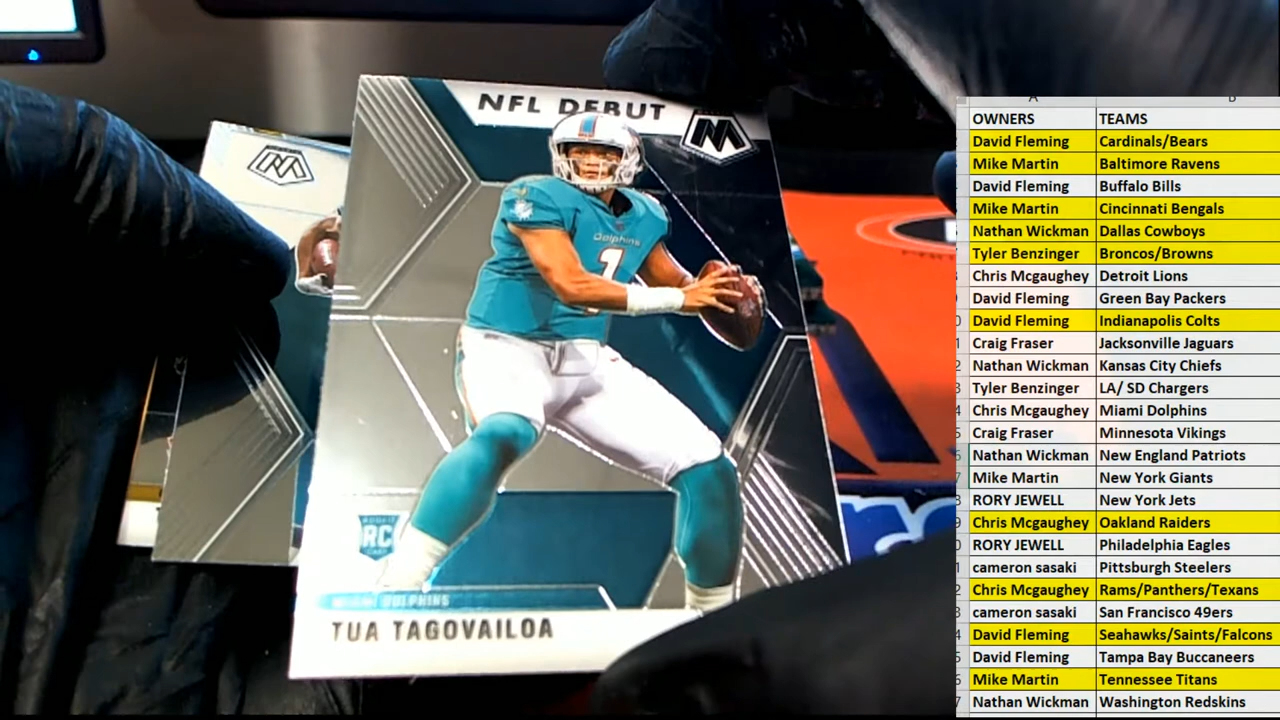 NFL DEBUT
M
Dolphins
1
ROOKIE
RC
CARD
MIAMI DOLPHINS
TUA TAGOVAILOA
A B
OWNERS TEAMS
David Fleming Cardinals/Bears
Mike Martin Baltimore Ravens
David Fleming Buffalo Bills
Mike Martin Cincinnati Bengals
Nathan Wickman Dallas Cowboys
Tyler Benzinger Broncos/Browns
Chris Mcgaughey Detroit Lions
David Fleming Green Bay Packers
David Fleming Indianapolis Colts
Craig Fraser Jacksonville Jaguars
Nathan Wickman Kansas City Chiefs
Tyler Benzinger LA/ SD Chargers
Chris Mcgaughey Miami Dolphins
Craig Fraser Minnesota Vikings
Nathan Wickman New England Patriots
Mike Martin New York Giants
RORY JEWELL New York Jets
Chris Mcgaughey Oakland Raiders
RORY JEWELL Philadelphia Eagles
cameron sasaki Pittsburgh Steelers
Chris Mcgaughey Rams/Panthers/Texans
cameron sasaki San Francisco 49ers
David Fleming Seahawks/Saints/Falcons
David Fleming Tampa Bay Buccaneers
Mike Martin Tennessee Titans
Nathan Wickman Washington Redskins